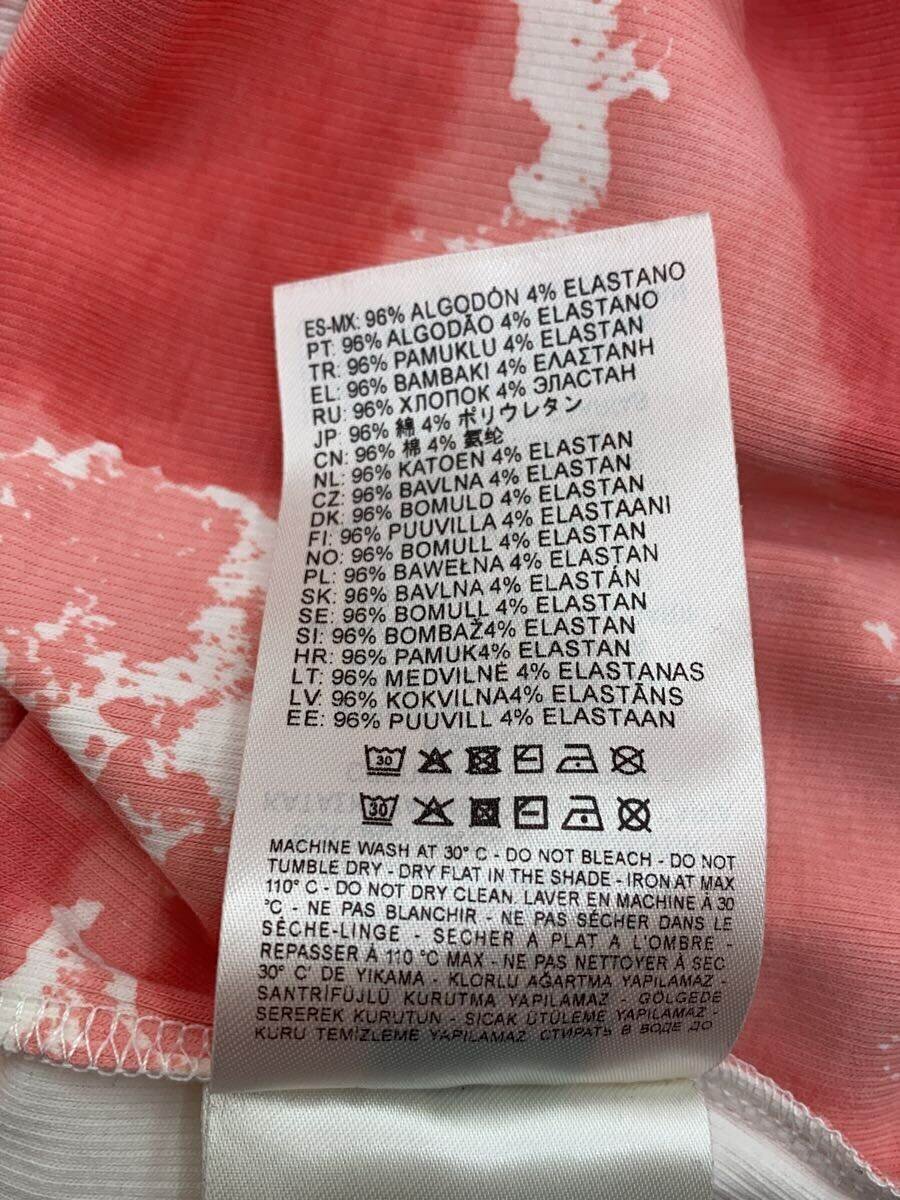 ES-MX: 96% ALGODÓN 4% ELASTANO
PT: 96% ALGODÃO 4% ELASTANO
TR: 96% PAMUKLU 4% ELASTAN
EL: 96% BAMBAKI 4% ΕΛΑΣΤΑΝΗ
RU: 96% ХЛОПОК 4% ЭЛАСТАН
JP: 96% 綿 4% ポリウレタン
CN: 96% 棉 4% 氨纶
NL: 96% KATOEN 4% ELASTAN
CZ: 96% BAVLNA 4% ELASTAN
DK: 96% BOMULD 4% ELASTAN
FI: 96% PUUVILLA 4% ELASTAANI
NO: 96% BOMULL 4% ELASTAN
PL: 96% BAWEŁNA 4% ELASTAN
SK: 96% BAVLNA 4% ELASTÁN
SE: 96% BOMULL 4% ELASTAN
SI: 96% BOMBAŽ4% ELASTAN
HR: 96% PAMUK4% ELASTAN
LT: 96% MEDVILNĖ 4% ELASTANAS
LV: 96% KOKVILNA4% ELASTĀNS
EE: 96% PUUVILL 4% ELASTAAN
30
30
MACHINE WASH AT 30° C - DO NOT BLEACH - DO NOT
TUMBLE DRY - DRY FLAT IN THE SHADE - IRON AT MAX
110° C - DO NOT DRY CLEAN. LAVER EN MACHINE À 30
°C - NE PAS BLANCHIR - NE PAS SÉCHER DANS LE
SÈCHE-LINGE - SECHER A PLAT A L'OMBRE -
REPASSER À 110 °C MAX - NE PAS NETTOYER À SEC
30° C' DE YIKAMA - KLORLU AĞARTMA YAPILAMAZ -
SANTRİFÜJLÜ KURUTMA YAPILAMAZ - GÖLGEDE
SEREREK KURUTUN - SICAK ÜTÜLEME YAPILAMAZ -
KURU TEMİZLEME YAPILAMAZ СТИРАТЬ В ВОДЕ ДО